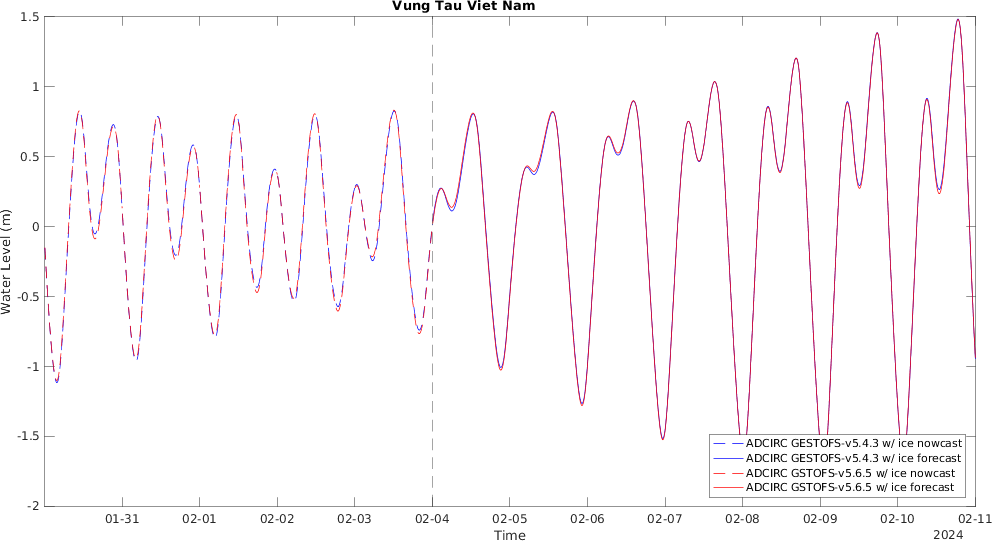 Vung Tau Viet Nam
1.5
1
0.5
0
-0.5
-1
-1.5
-2
Water Level (m)
ADCIRC GESTOFS-v5.4.3 w/ ice nowcast
ADCIRC GESTOFS-v5.4.3 w/ ice forecast
ADCIRC GSTOFS-v5.6.5 w/ ice nowcast
ADCIRC GSTOFS-v5.6.5 w/ ice forecast
01-31 02-01 02-02 02-03 02-04 02-05 02-06 02-07 02-08 02-09 02-10 02-11
Time
2024